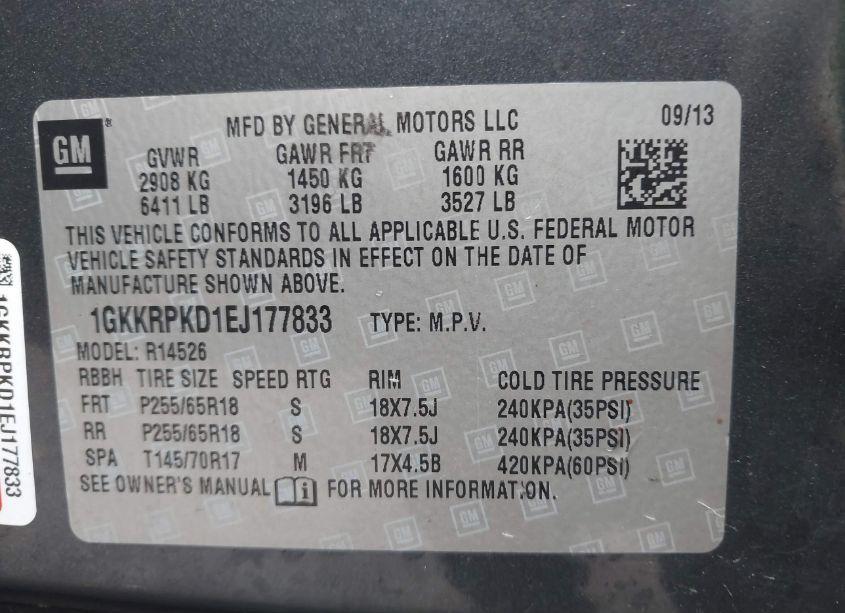 GM
MFD BY GENERAL MOTORS LLC 09/13
GVWR GAWR FRT GAWR RR
2908 KG 1450 KG 1600 KG
6411 LB 3196 LB 3527 LB
THIS VEHICLE CONFORMS TO ALL APPLICABLE U.S. FEDERAL MOTOR
VEHICLE SAFETY STANDARDS IN EFFECT ON THE DATE OF
MANUFACTURE SHOWN ABOVE.
1GKKRPKD1EJ177833 TYPE: M.P.V.
MODEL: R14526
RBBH TIRE SIZE SPEED RTG RIM COLD TIRE PRESSURE
FRT P255/65R18 S 18X7.5J 240KPA(35PSI)
RR P255/65R18 S 18X7.5J 240KPA(35PSI)
SPA T145/70R17 M 17X4.5B 420KPA(60PSI)
SEE OWNER'S MANUAL FOR MORE INFORMATION.
1GKKRPKD1EJ177833